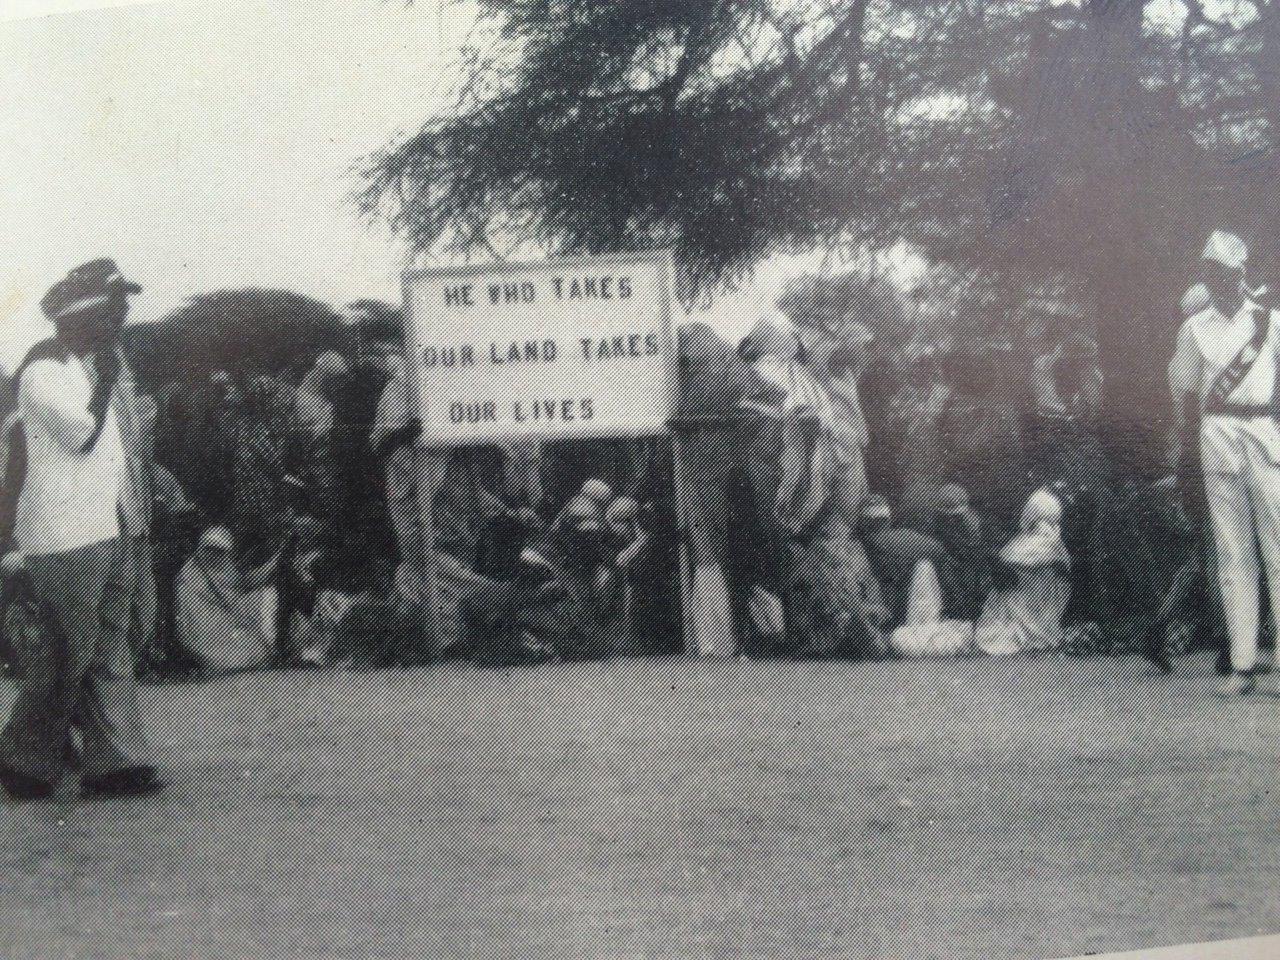 HE WHO TAKES
OUR LAND TAKES
OUR LIVES